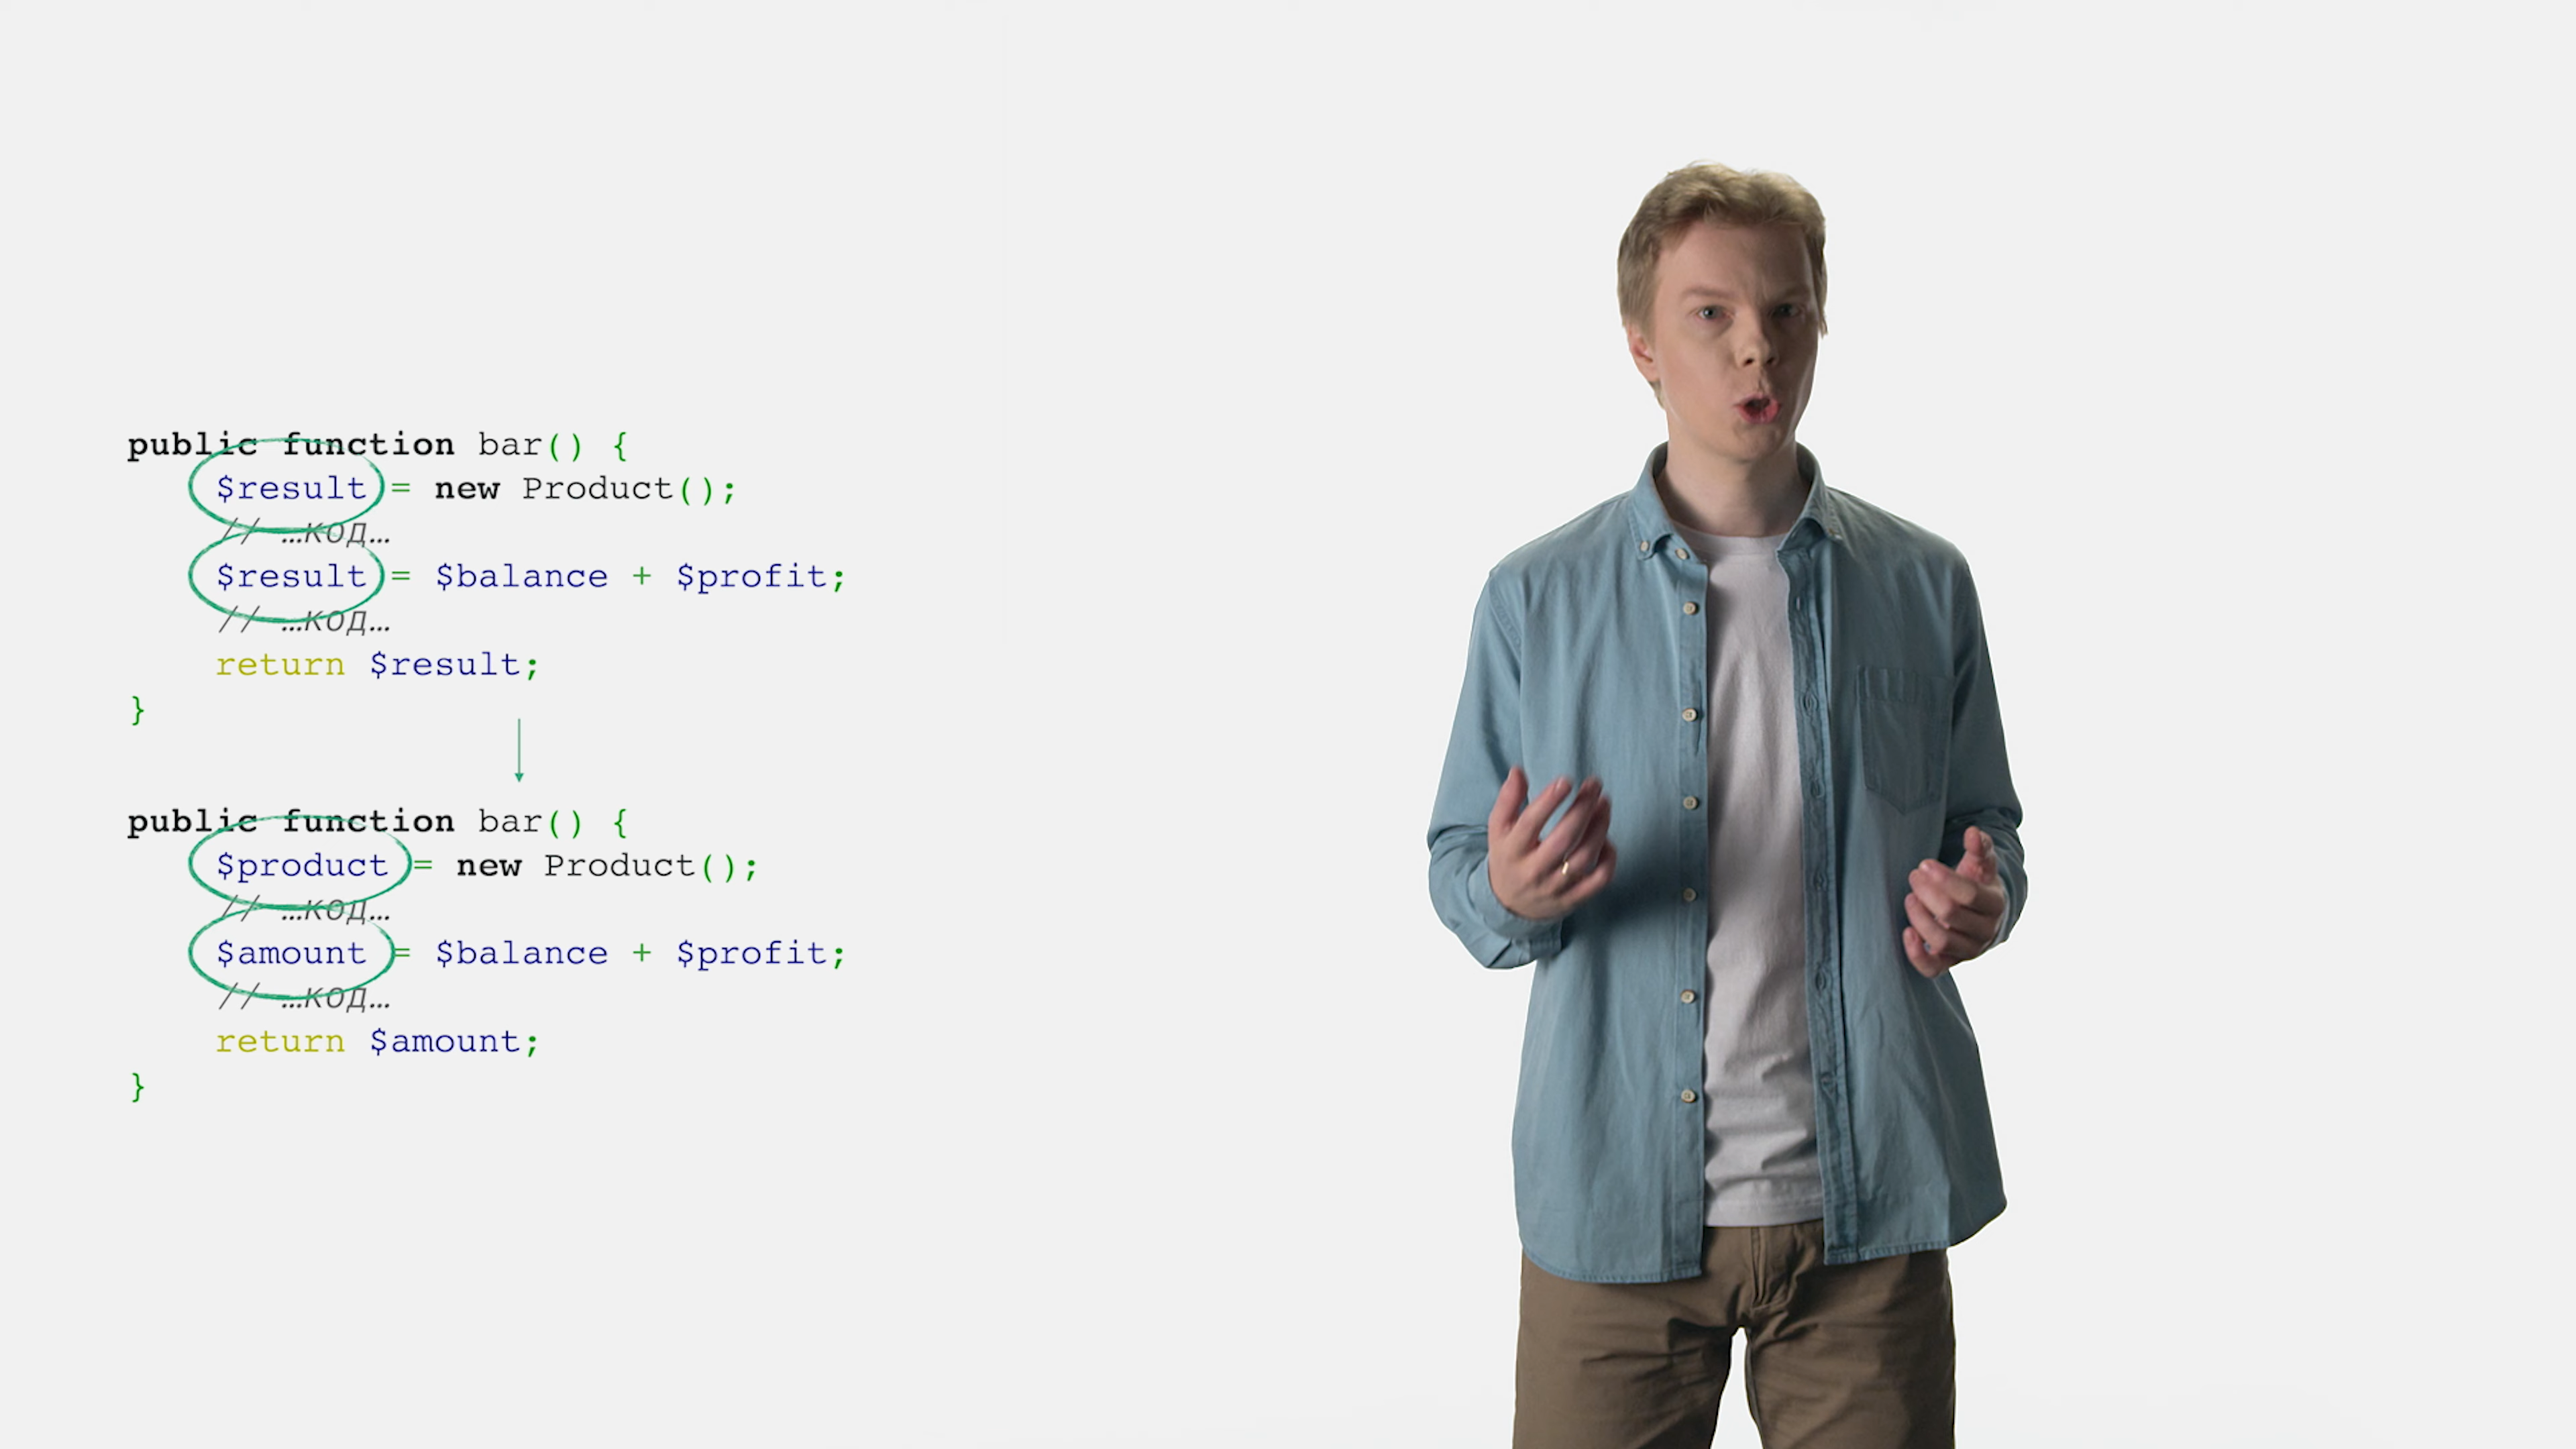 public function bar() {
$result = new Product();
// …код…
$result = $balance + $profit;
// …код…
return $result;
}
public function bar() {
$product = new Product();
// …код…
$amount = $balance + $profit;
// …код…
return $amount;
}